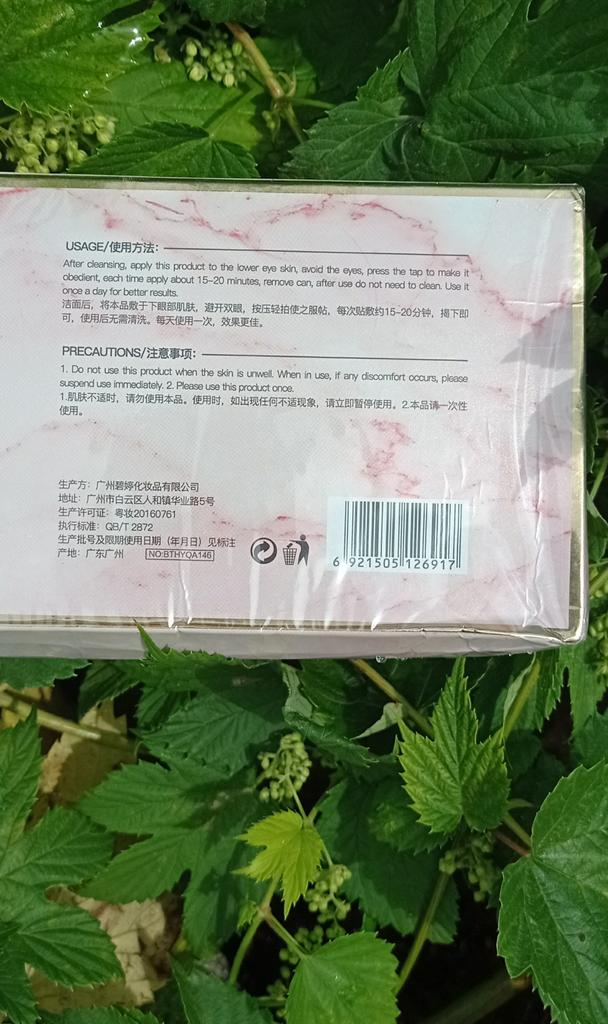 USAGE/使用方法:
After cleansing, apply this product to the lower eye skin, avoid the eyes, press the tap to make it
obedient, each time apply about 15-20 minutes, remove can, after use do not need to clean. Use it
once a day for better results.
洁面后，将本品敷于下眼部肌肤，避开双眼，按压轻拍使之服帖，每次贴敷约15-20分钟，揭下即
可，使用后无需清洗。每天使用一次，效果更佳。
PRECAUTIONS/注意事项:
1. Do not use this product when the skin is unwell. When in use, if any discomfort occurs, please
suspend use immediately. 2. Please use this product once.
1.肌肤不适时，请勿使用本品。使用时，如出现任何不适现象，请立即暂停使用。2.本品请一次性
使用。
生产方：广州碧婷化妆品有限公司
地址：广州市白云区人和镇华业路5号
生产许可证：粤妆20160761
执行标准：QB/T 2872
生产批号及限期使用日期（年月日）见标注
产地：广东广州 NO:BTHYQA146
6 921505 126917